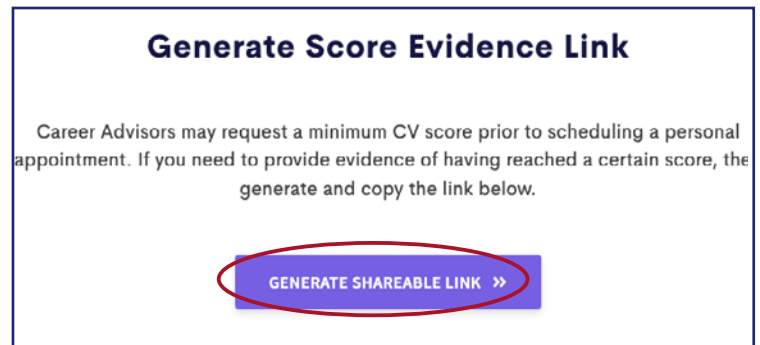 Generate Score Evidence Link
Career Advisors may request a minimum CV score prior to scheduling a personal
appointment. If you need to provide evidence of having reached a certain score, the
generate and copy the link below.
GENERATE SHAREABLE LINK »